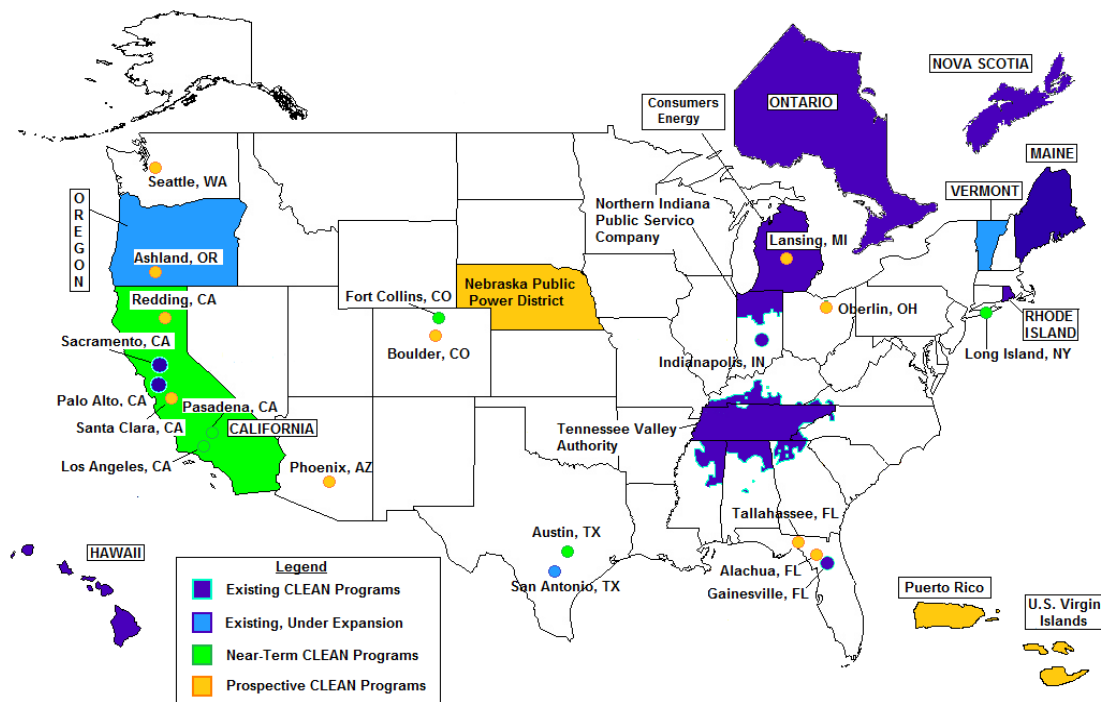 NOVA SCOTIA
ONTARIO
Consumers
Energy
MAINE
VERMONT
Seattle, WA
OREGON
Northern Indiana
Public Servico
Company
Lansing, MI
Ashland, OR
Nebraska Public
Power District
Redding, CA
Fort Collins, CO
Oberlin, OH
RHODE
ISLAND
Sacramento, CA
Boulder, CO
Indianapolis, IN
Long Island, NY
Palo Alto, CA
Pasadena, CA
Santa Clara, CA
CALIFORNIA
Tennessee Valley
Authority
Los Angeles, CA
Phoenix, AZ
Tallahassee, FL
Austin, TX
HAWAII
San Antonio, TX
Alachua, FL
Gainesville, FL
Puerto Rico
U.S. Virgin
Islands
Legend
Existing CLEAN Programs
Existing, Under Expansion
Near-Term CLEAN Programs
Prospective CLEAN Programs